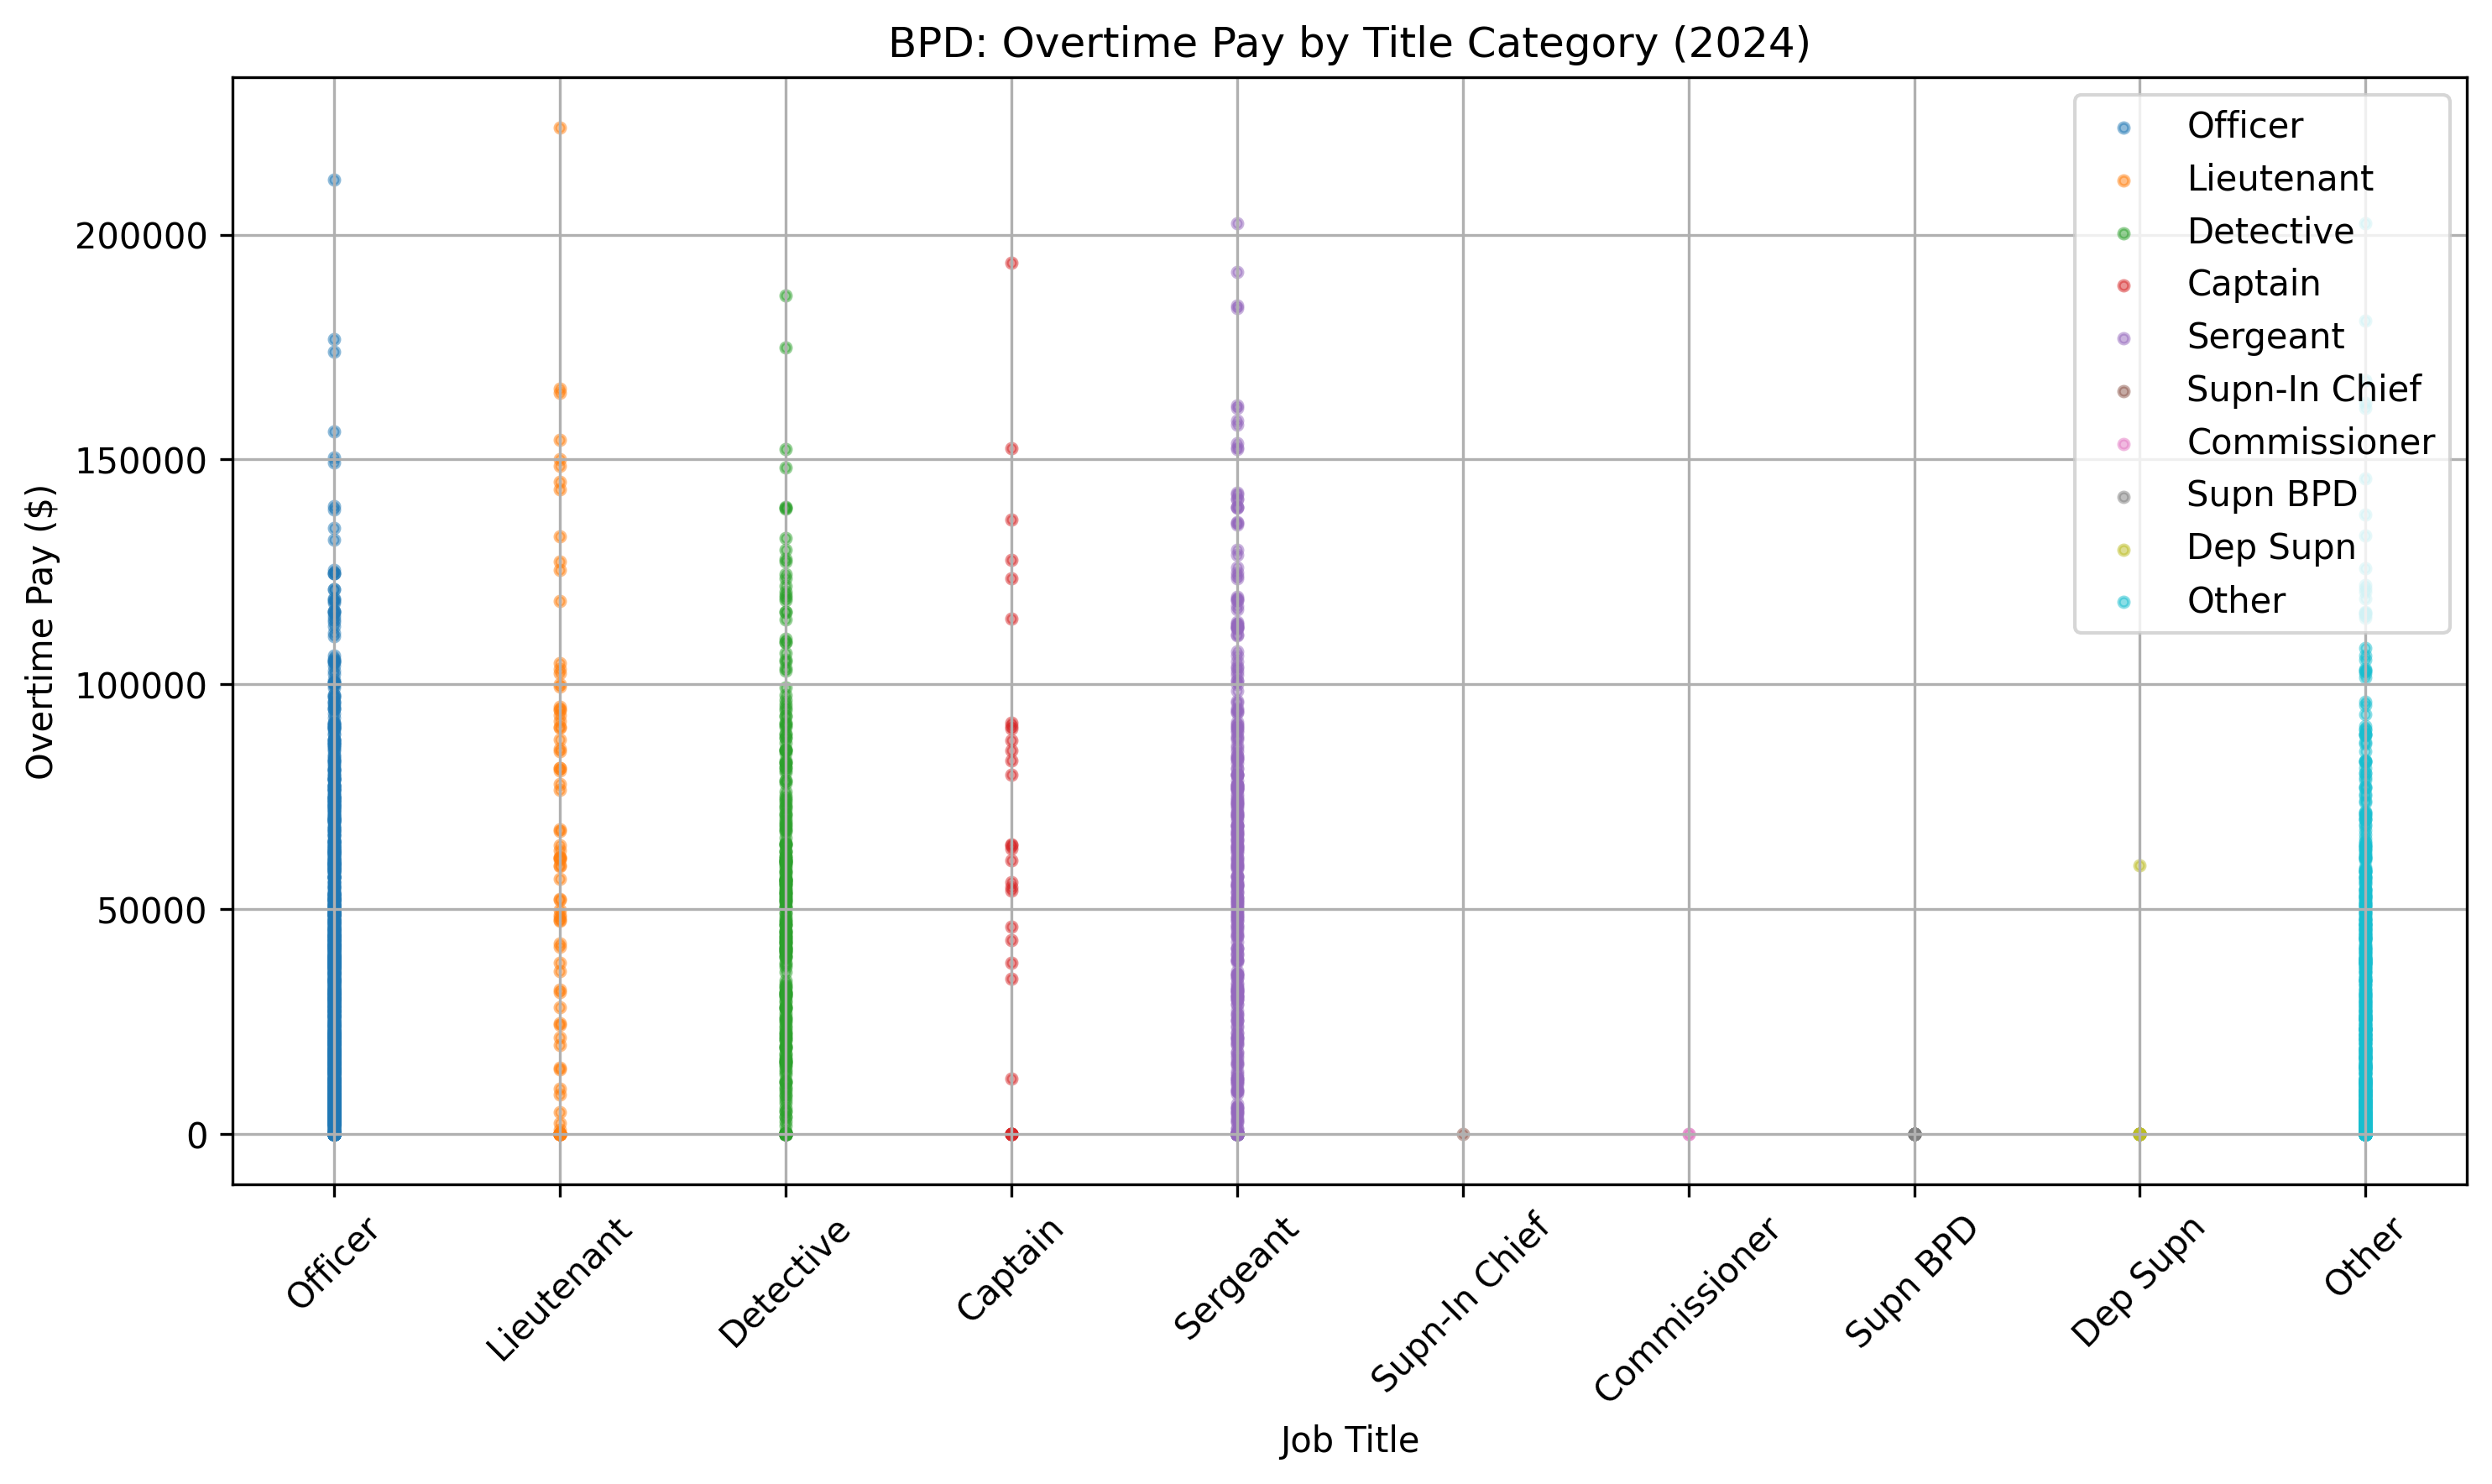 BPD: Overtime Pay by Title Category (2024)
Officer
Lieutenant
Detective
Captain
Sergeant
Supn-In Chief
Commissioner
Supn BPD
Dep Supn
Other
Overtime Pay ($)
200000
150000
100000
50000
0
Officer
Lieutenant
Detective
Captain
Sergeant
Supn-In Chief
Commissioner
Supn BPD
Dep Supn
Other
Job Title